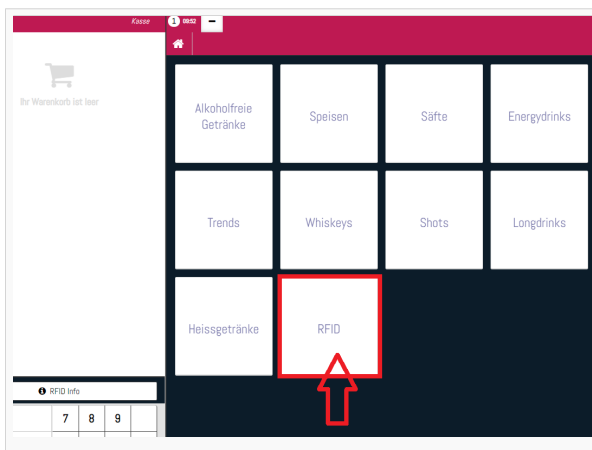 Kasse
1 09:52
Ihr Warenkorb ist leer
Alkoholfreie
Getränke
Speisen
Säfte
Energydrinks
Trends
Whiskeys
Shots
Longdrinks
Heissgetränke
RFID
RFID Info
7 8 9